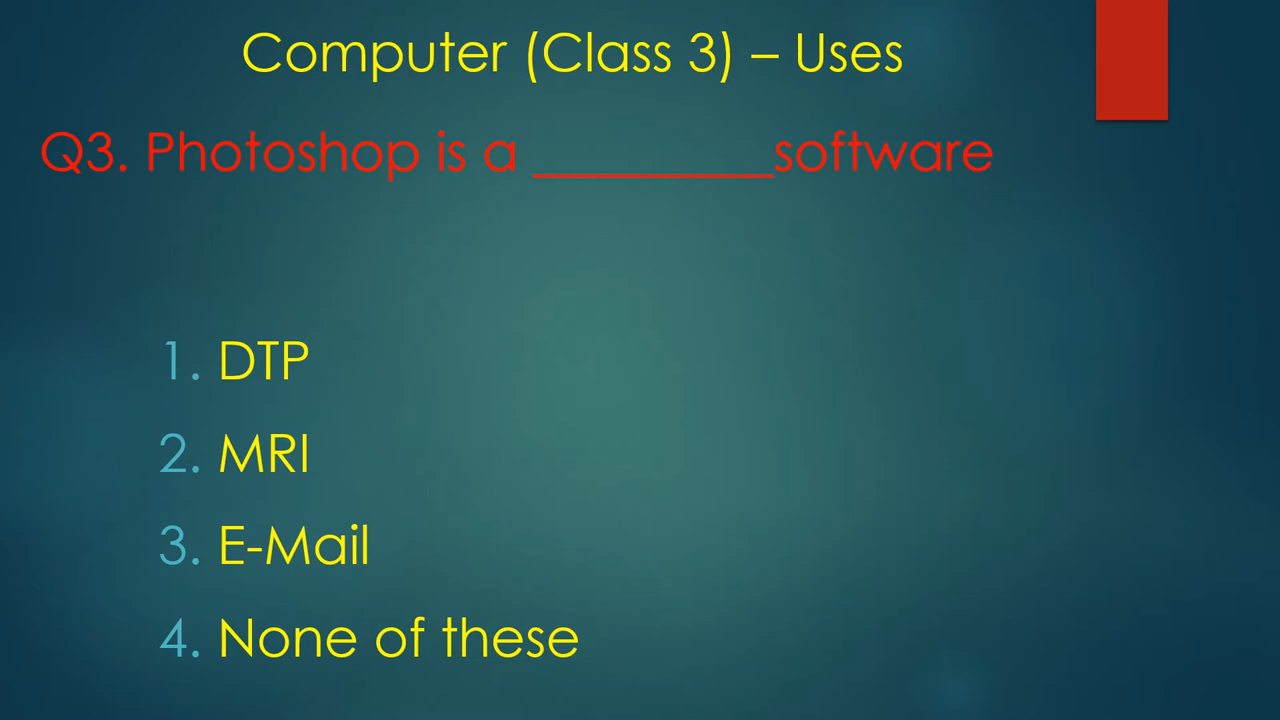 Computer (Class 3) – Uses
Q3. Photoshop is a _________software
1. DTP
2. MRI
3. E-Mail
4. None of these